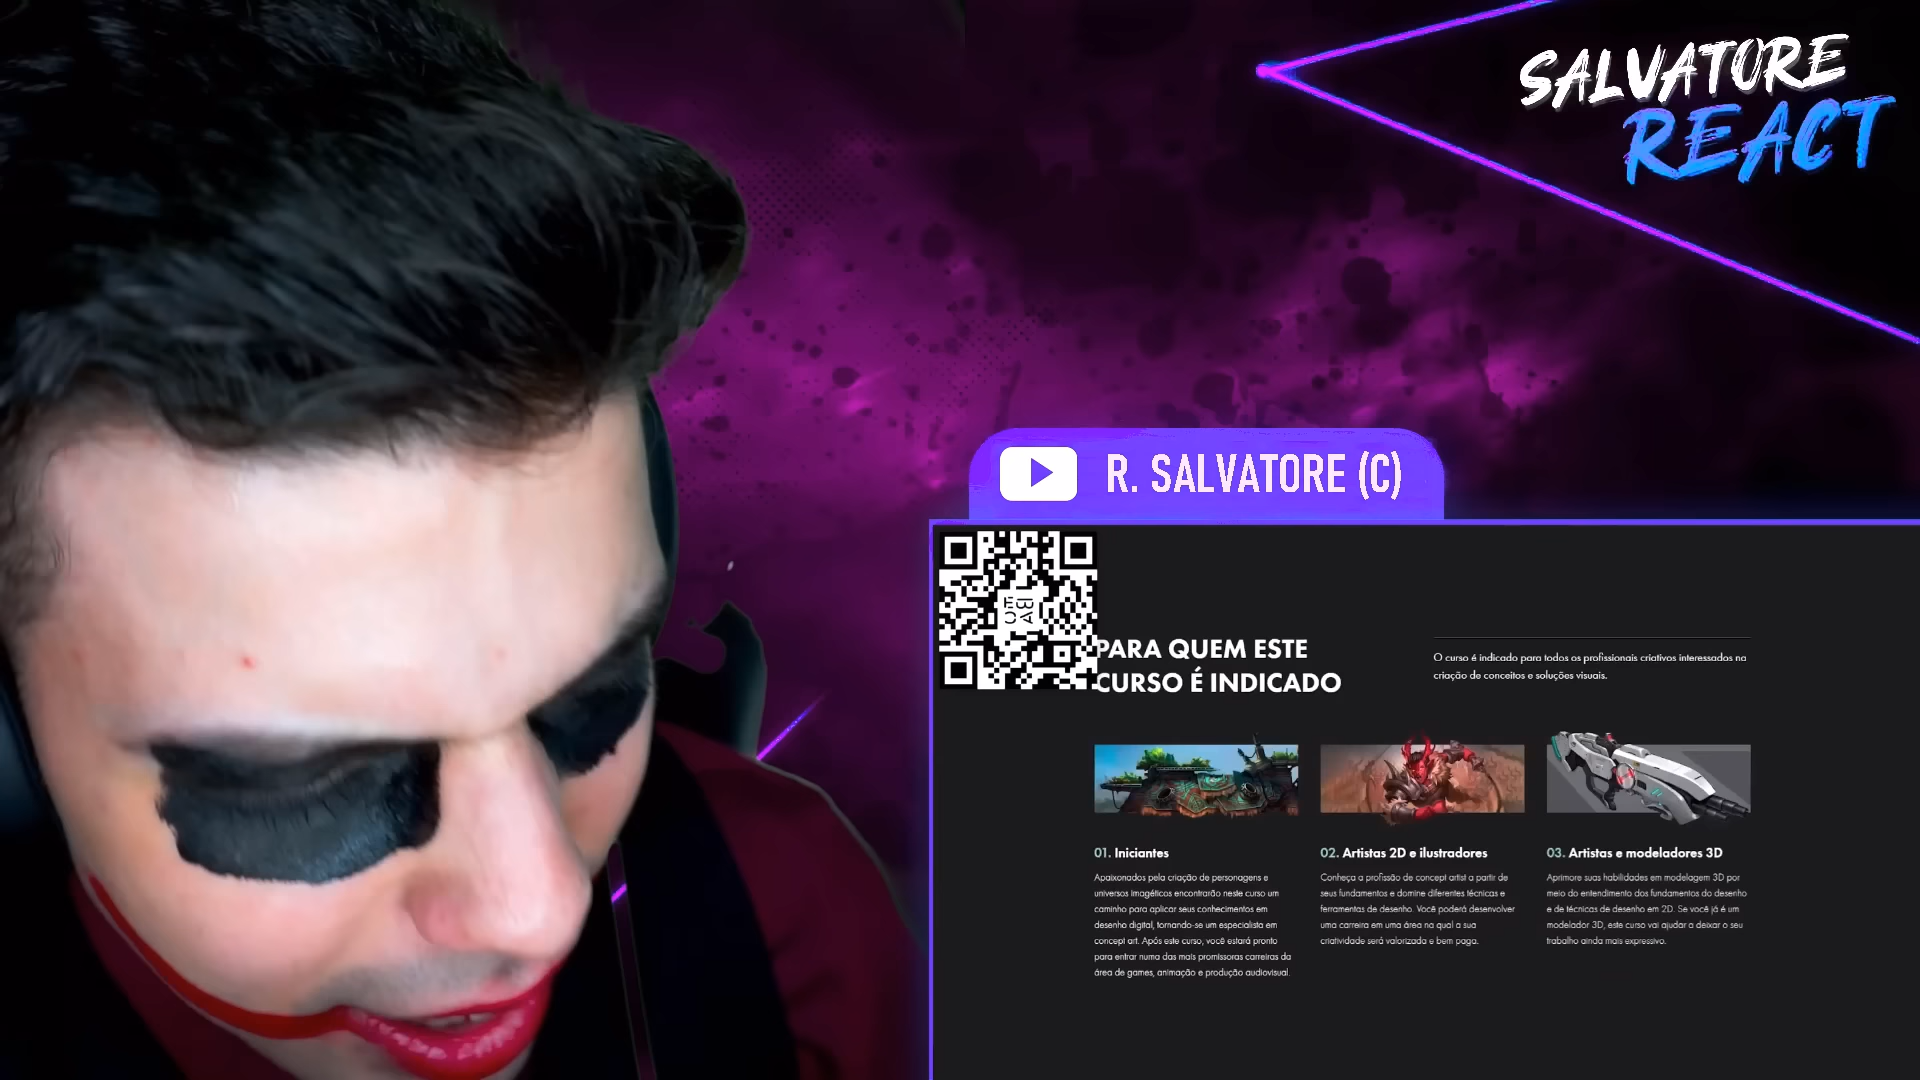 SALVATORE
REACT
R. SALVATORE (C)
PARA QUEM ESTE
CURSO É INDICADO
O curso é indicado para todos os profissionais criativos interessados na
criação de conceitos e soluções visuais.
01. Iniciantes
Apaixonados pela criação de personagens e
universos imagéticos encontrarão neste curso um
caminho para aplicar seus conhecimentos em
desenho digital, tornando-se um especialista em
concept art. Após este curso, você estará pronto
para entrar numa das mais promissoras carreiras da
área de games, animação e produção audiovisual.
02. Artistas 2D e ilustradores
Conheça a profissão de concept artist a partir de
seus fundamentos e domine diferentes técnicas e
ferramentas de desenho. Você poderá desenvolver
uma carreira em uma área na qual a sua
criatividade será valorizada e bem paga.
03. Artistas e modeladores 3D
Aprimore suas habilidades em modelagem 3D por
meio do entendimento dos fundamentos do desenho
e de técnicas de desenho em 2D. Se você já é um
modelador 3D, este curso vai ajudar a deixar o seu
trabalho ainda mais expressivo.